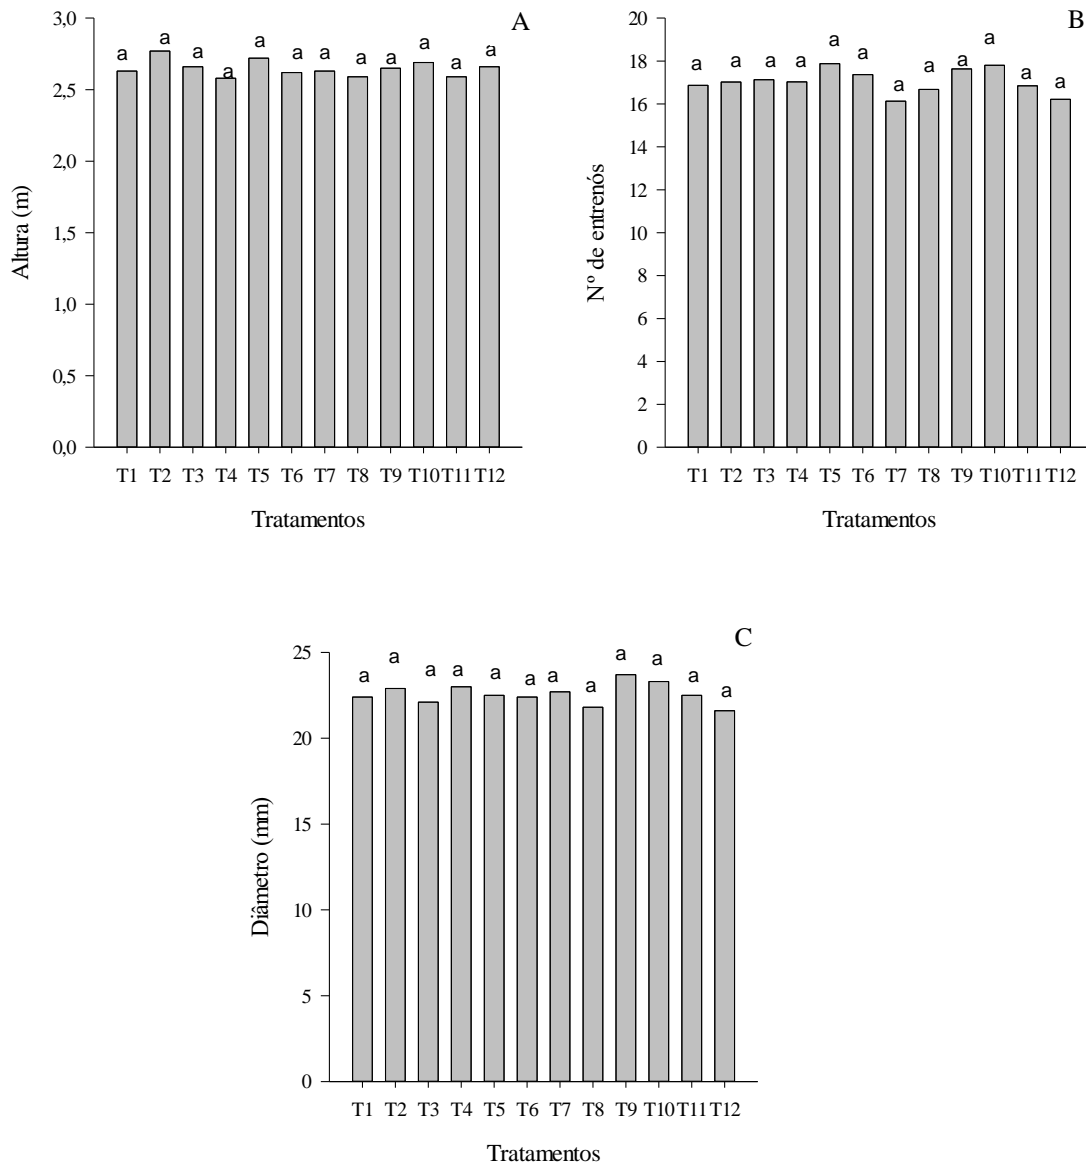 A
3,0
2,5
2,0
1,5
1,0
0,5
0,0
Altura (m)
a a a a a a a a a a a a
T1 T2 T3 T4 T5 T6 T7 T8 T9 T10 T11 T12
Tratamentos
B
20
18
16
14
12
10
8
6
4
2
0
Nº de entrenós
a a a a a a a a a a a a
T1 T2 T3 T4 T5 T6 T7 T8 T9 T10 T11 T12
Tratamentos
C
25
20
15
10
5
0
Diâmetro (mm)
a a a a a a a a a a a a
T1 T2 T3 T4 T5 T6 T7 T8 T9 T10 T11 T12
Tratamentos